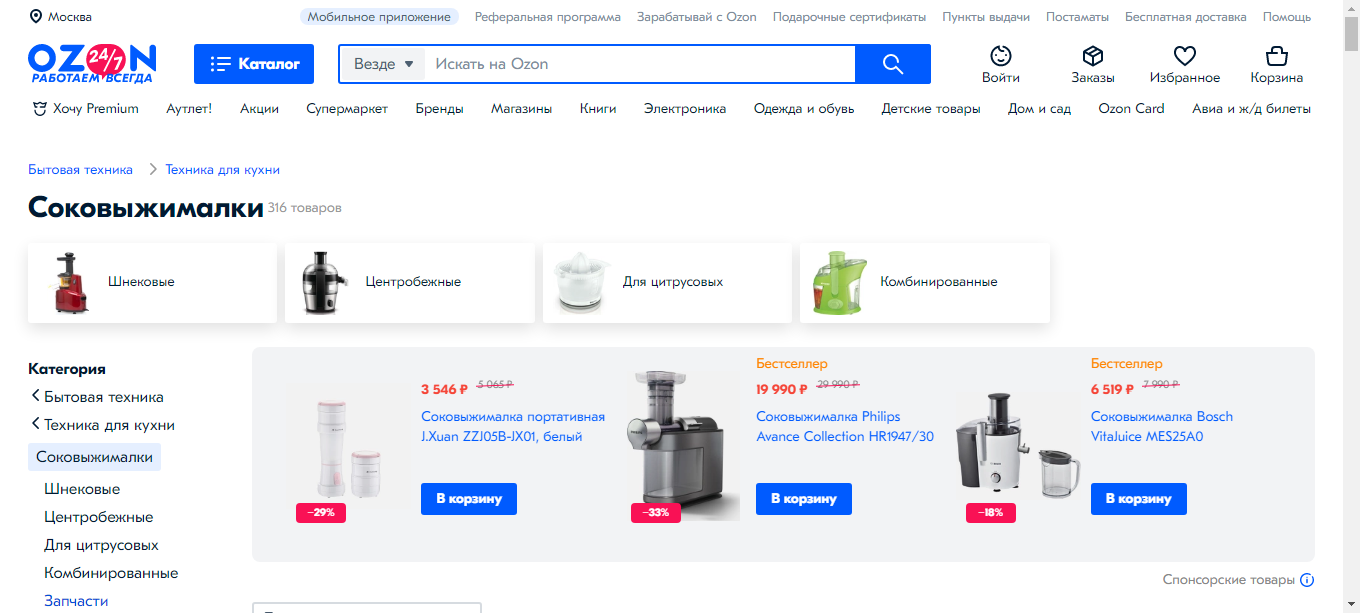 Москва
Мобильное приложение
Реферальная программа
Зарабатывай с Ozon
Подарочные сертификаты
Пункты выдачи
Постаматы
Бесплатная доставка
Помощь
OZON 24/7
РАБОТАЕМ ВСЕГДА
Каталог
Везде
Искать на Ozon
Войти
Заказы
Избранное
Корзина
Хочу Premium
Аутлет!
Акции
Супермаркет
Бренды
Магазины
Книги
Электроника
Одежда и обувь
Детские товары
Дом и сад
Ozon Card
Авиа и ж/д билеты
Бытовая техника
Техника для кухни
Соковыжималки 316 товаров
Шнековые
Центробежные
Для цитрусовых
Комбинированные
Категория
Бытовая техника
Техника для кухни
Соковыжималки
Шнековые
Центробежные
Для цитрусовых
Комбинированные
Запчасти
3 546 ₽ 5 065 ₽
Соковыжималка портативная
J.Xuan ZZJ05B-JX01, белый
В корзину
−29%
Бестселлер
19 990 ₽ 29 990 ₽
Соковыжималка Philips
Avance Collection HR1947/30
В корзину
−33%
Бестселлер
6 519 ₽ 7 990 ₽
Соковыжималка Bosch
VitaJuice MES25A0
В корзину
−18%
Спонсорские товары